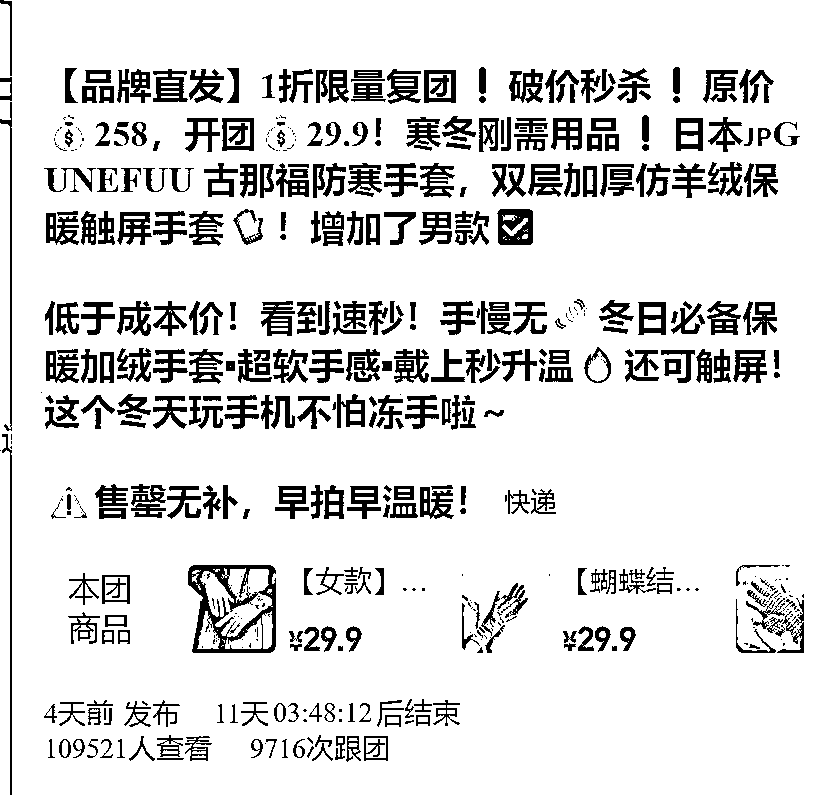 【品牌直发】1折限量复团❗破价秒杀❗原价
💰258，开团💰29.9！寒冬刚需用品❗日本JPG
UNEFUU 古那福防寒手套，双层加厚仿羊绒保
暖触屏手套🧤！增加了男款✅
低于成本价！看到速秒！手慢无 冬日必备保
暖加绒手套▪超软手感▪戴上秒升温🔥还可触屏！
这个冬天玩手机不怕冻手啦～
⚠️售罄无补，早拍早温暖！ 快递
本团
商品
【女款】...
¥29.9
【蝴蝶结...
¥29.9
4天前 发布 11天03:48:12后结束
109521人查看 9716次跟团